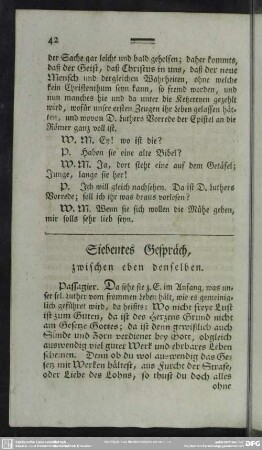 42
der Sache gar leicht und bald geholfen; daher kommts,
daß der Geist, daß Christus in uns, daß der neue
Mensch und dergleichen Wahrheiten, ohne welche
kein Christenthum seyn kann, so fremd worden, und
nun manches hie und da unter die Ketzereyen gezehlt
wird, wofür unsre ersten Zeugen ihr Leben gelassen hät-
ten, und wovon D. Luthers Vorrede der Epistel an die
Römer ganz voll ist.
W. M. Ey! wo ist die?
P. Haben sie eine alte Bibel?
W. M. Ja, dort steht eine auf dem Getäfel;
Junge, lange sie her!
P. Ich will gleich nachsehen. Da ist D. Luthers
Vorrede; soll ich ihr was draus vorlesen?
W. M. Wenn sie sich wollen die Mühe geben,
mir solls sehr lieb seyn.
Siebentes Gespräch,
zwischen eben denselben.
Passagier. Da sehe sie z. E. im Anfang, was un-
ser sel. Luther vom frommen Leben hält, wie es gemeinig-
lich geführet wird, da heißts: Wo nicht freye Lust
ist zum Guten, da ist des Herzens Grund nicht
am Gesetze Gottes; da ist denn gewißlich auch
Sünde und Zorn verdienet bey Gott, obgleich
auswendig viel guter Werk und ehrbares Leben
scheinen. Denn ob du wol auswendig das Ge-
setz mit Werken hältest, aus Furcht der Strafe,
oder Liebe des Lohns, so thust du doch alles
ohne